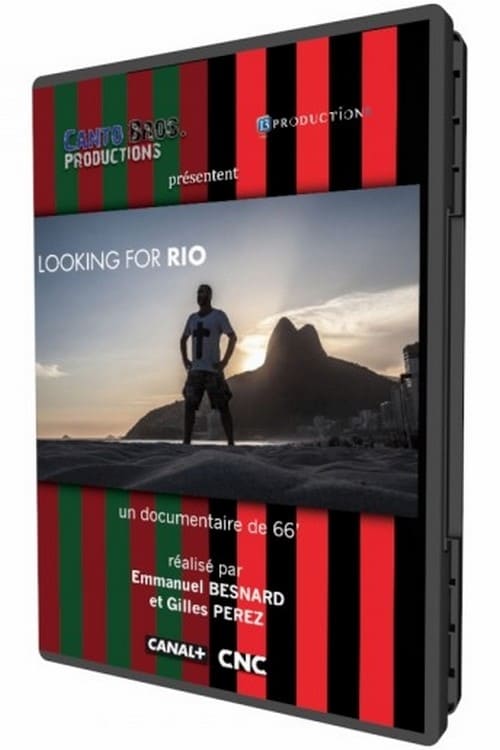 CANTO BROS.
PRODUCTIONS
13 PRODUCTIONS
présentent
LOOKING FOR RIO
un documentaire de 66'
réalisé par
Emmanuel BESNARD
et Gilles PEREZ
CANAL+ CNC